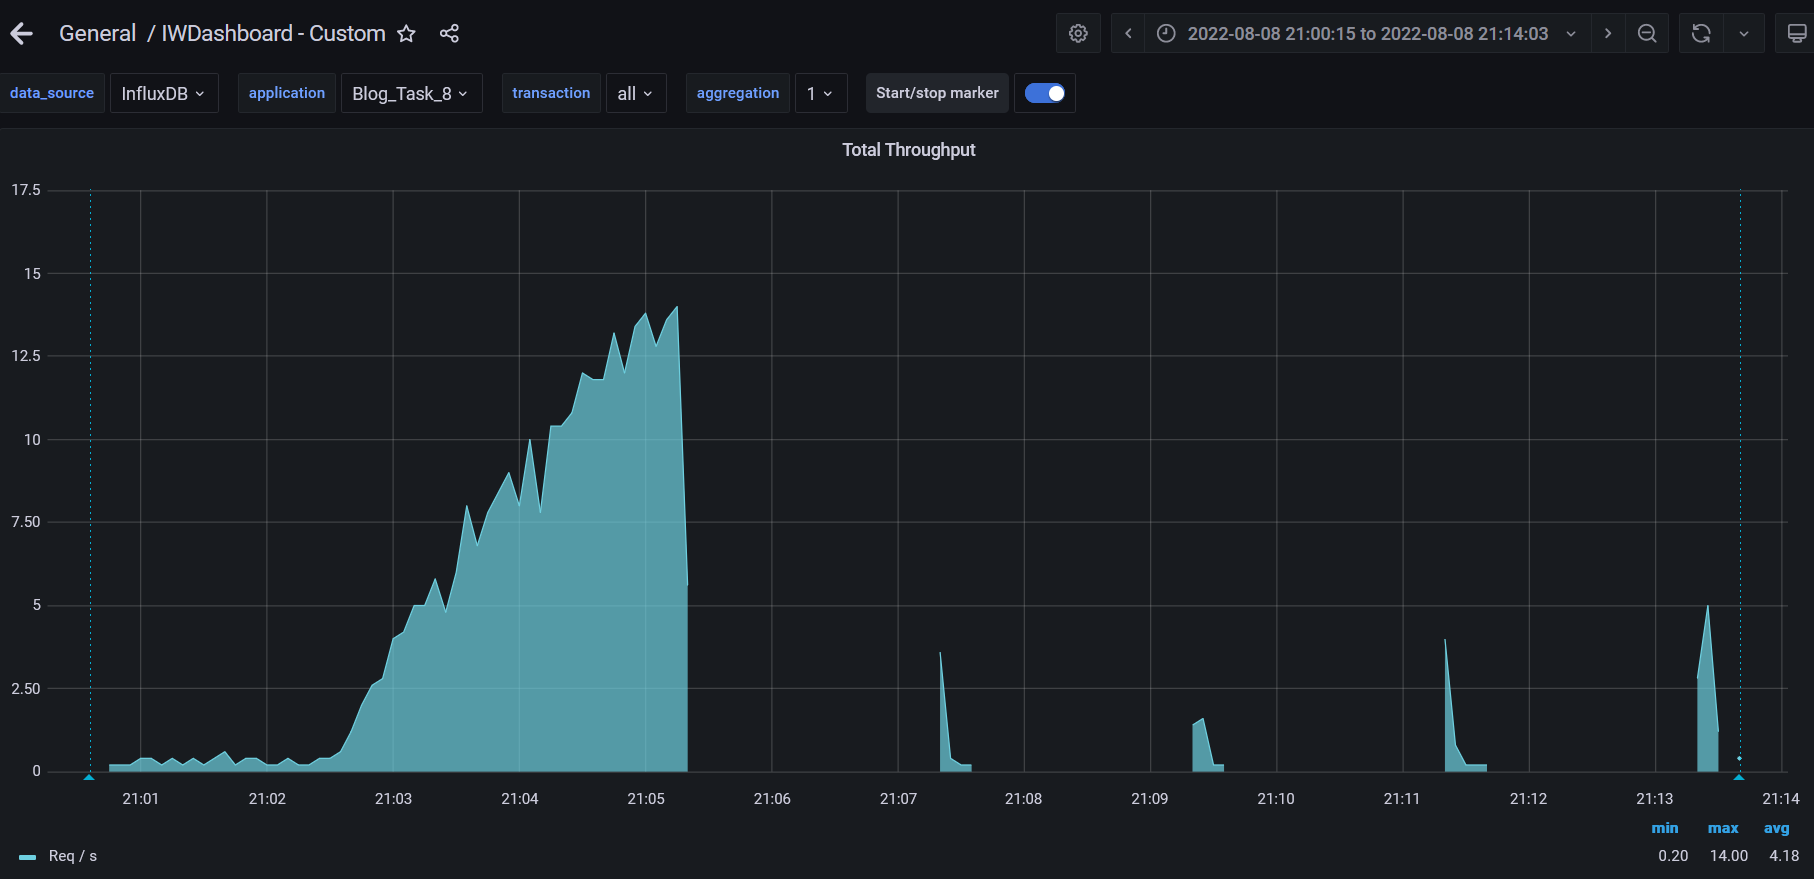 General / IWDashboard - Custom
2022-08-08 21:00:15 to 2022-08-08 21:14:03
data_source InfluxDB application Blog_Task_8 transaction all aggregation 1 Start/stop marker
Total Throughput
17.5
15
12.5
10
7.50
5
2.50
0
21:01 21:02 21:03 21:04 21:05 21:06 21:07 21:08 21:09 21:10 21:11 21:12 21:13 21:14
min max avg
Req / s 0.20 14.00 4.18